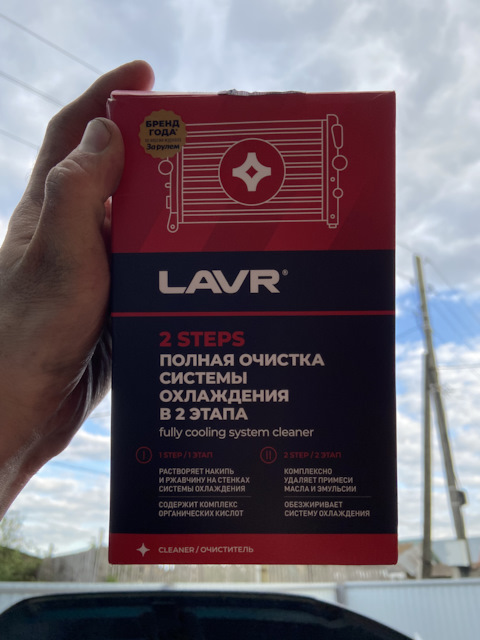 БРЕНД
ГОДА
За рулем
LAVR®
2 STEPS
ПОЛНАЯ ОЧИСТКА
СИСТЕМЫ
ОХЛАЖДЕНИЯ
В 2 ЭТАПА
fully cooling system cleaner
I 1 STEP / 1 ЭТАП
РАСТВОРЯЕТ НАКИПЬ
И РЖАВЧИНУ НА СТЕНКАХ
СИСТЕМЫ ОХЛАЖДЕНИЯ
СОДЕРЖИТ КОМПЛЕКС
ОРГАНИЧЕСКИХ КИСЛОТ
II 2 STEP / 2 ЭТАП
КОМПЛЕКСНО
УДАЛЯЕТ ПРИМЕСИ
МАСЛА И ЭМУЛЬСИИ
ОБЕЗЖИРИВАЕТ
СИСТЕМУ ОХЛАЖДЕНИЯ
CLEANER / ОЧИСТИТЕЛЬ